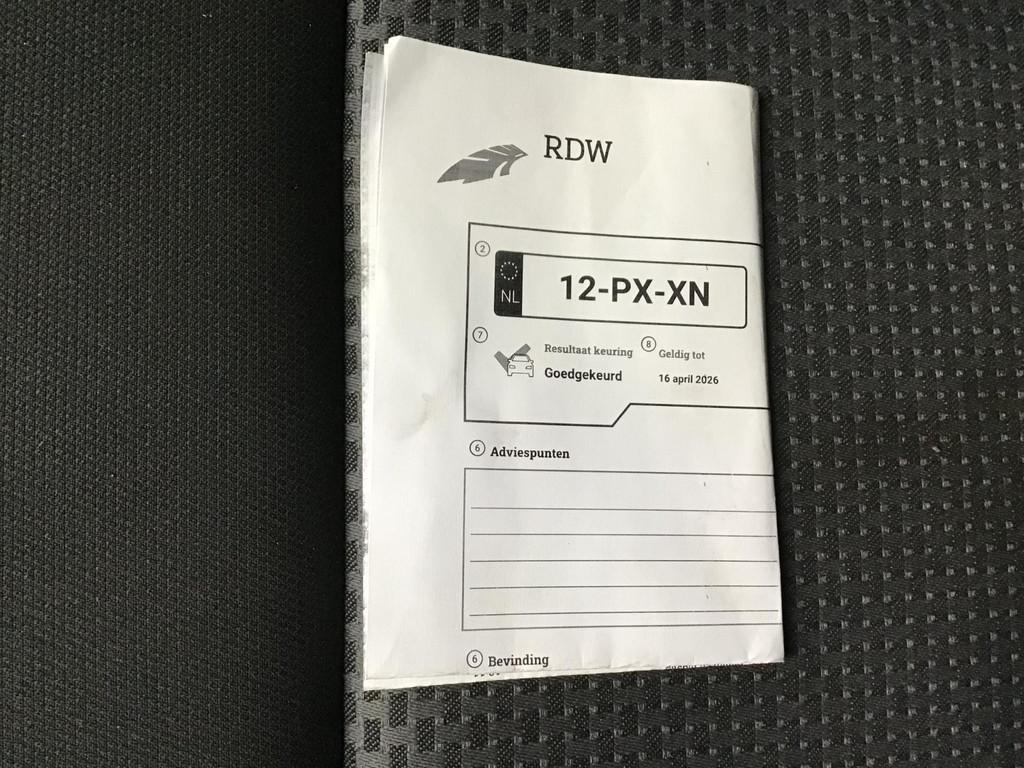 RDW
2
NL 12-PX-XN
7 Resultaat keuring 8 Geldig tot
Goedgekeurd 16 april 2026
6 Adviespunten
6 Bevinding